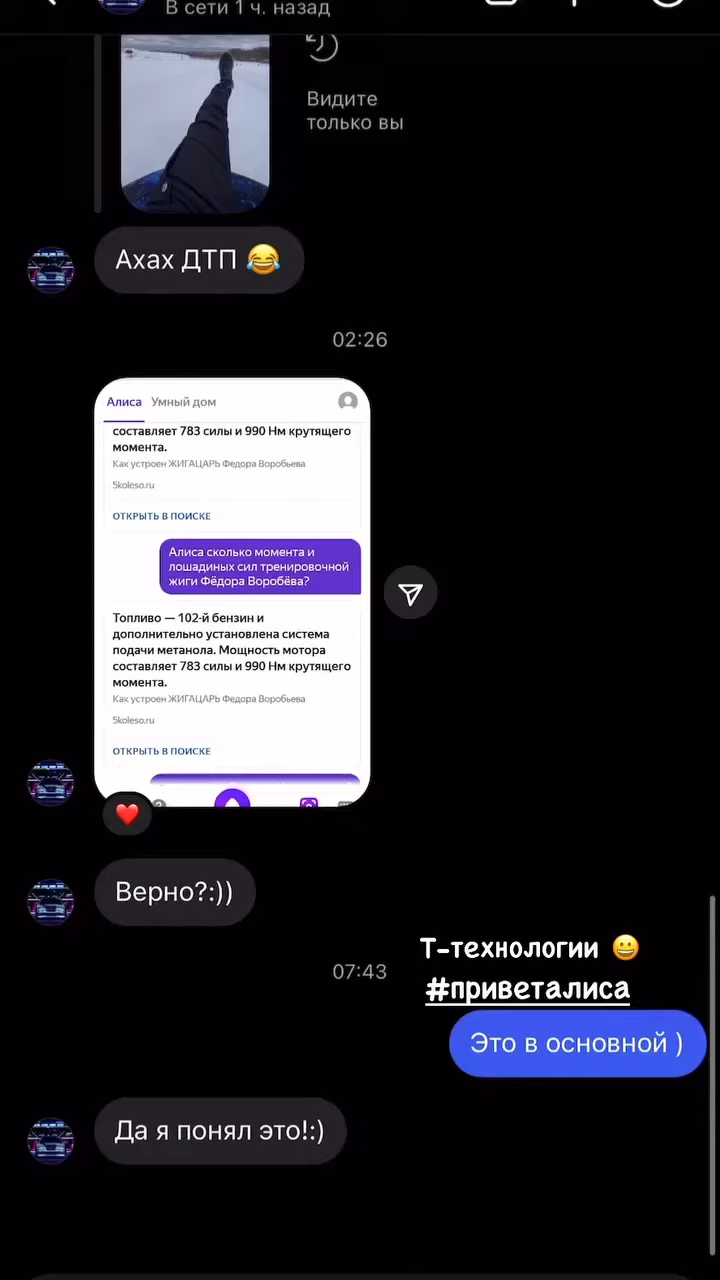 В сети 1 ч. назад
Видите
только вы
Ахах ДТП 😂
02:26
Алиса Умный дом
составляет 783 силы и 990 Нм крутящего
момента.
Как устроен ЖИГАЦАРЬ Федора Воробьева
5koleso.ru
ОТКРЫТЬ В ПОИСКЕ
Алиса сколько момента и
лошадиных сил тренировочной
жиги Фёдора Воробёва?
Топливо — 102-й бензин и
дополнительно установлена система
подачи метанола. Мощность мотора
составляет 783 силы и 990 Нм крутящего
момента.
Как устроен ЖИГАЦАРЬ Федора Воробьева
5koleso.ru
ОТКРЫТЬ В ПОИСКЕ
Верно?:))
Т-технологии 😀
07:43
#приветалиса
Это в основной )
Да я понял это!:)